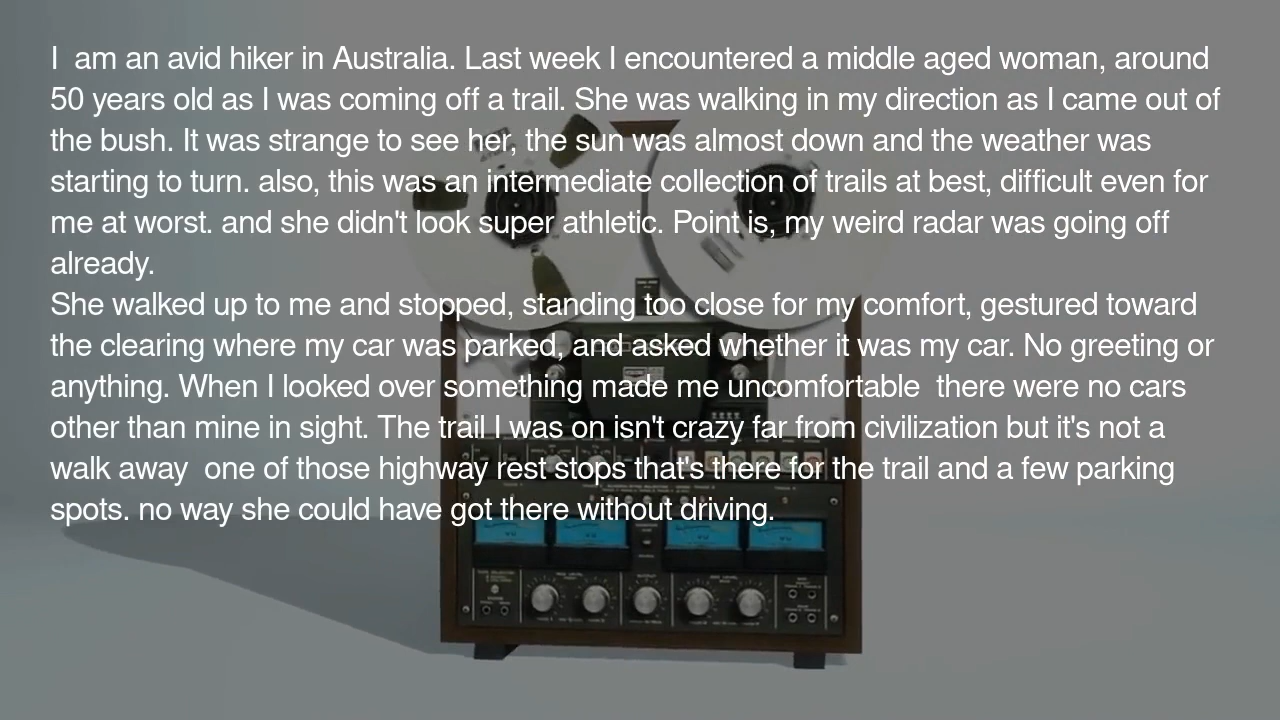 I  am an avid hiker in Australia. Last week I encountered a middle aged woman, around
50 years old as I was coming off a trail. She was walking in my direction as I came out of
the bush. It was strange to see her, the sun was almost down and the weather was
starting to turn. also, this was an intermediate collection of trails at best, difficult even for
me at worst. and she didn't look super athletic. Point is, my weird radar was going off
already.
She walked up to me and stopped, standing too close for my comfort, gestured toward
the clearing where my car was parked, and asked whether it was my car. No greeting or
anything. When I looked over something made me uncomfortable  there were no cars
other than mine in sight. The trail I was on isn't crazy far from civilization but it's not a
walk away  one of those highway rest stops that's there for the trail and a few parking
spots. no way she could have got there without driving.